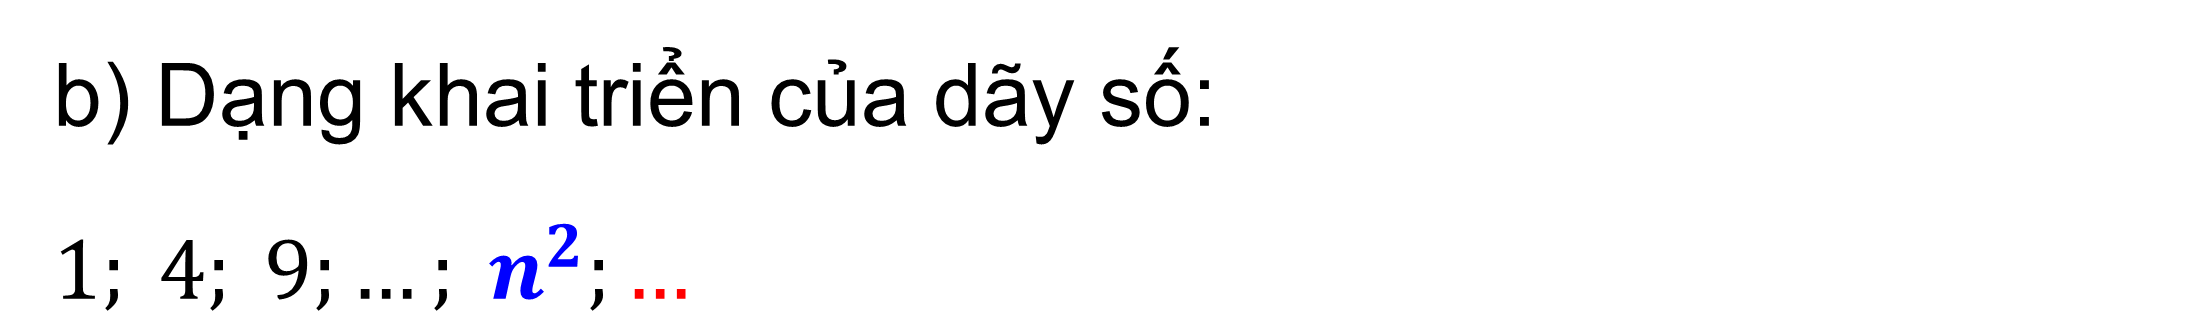 b) Dạng khai triển của dãy số:
1; 4; 9; ... ; n²; ...